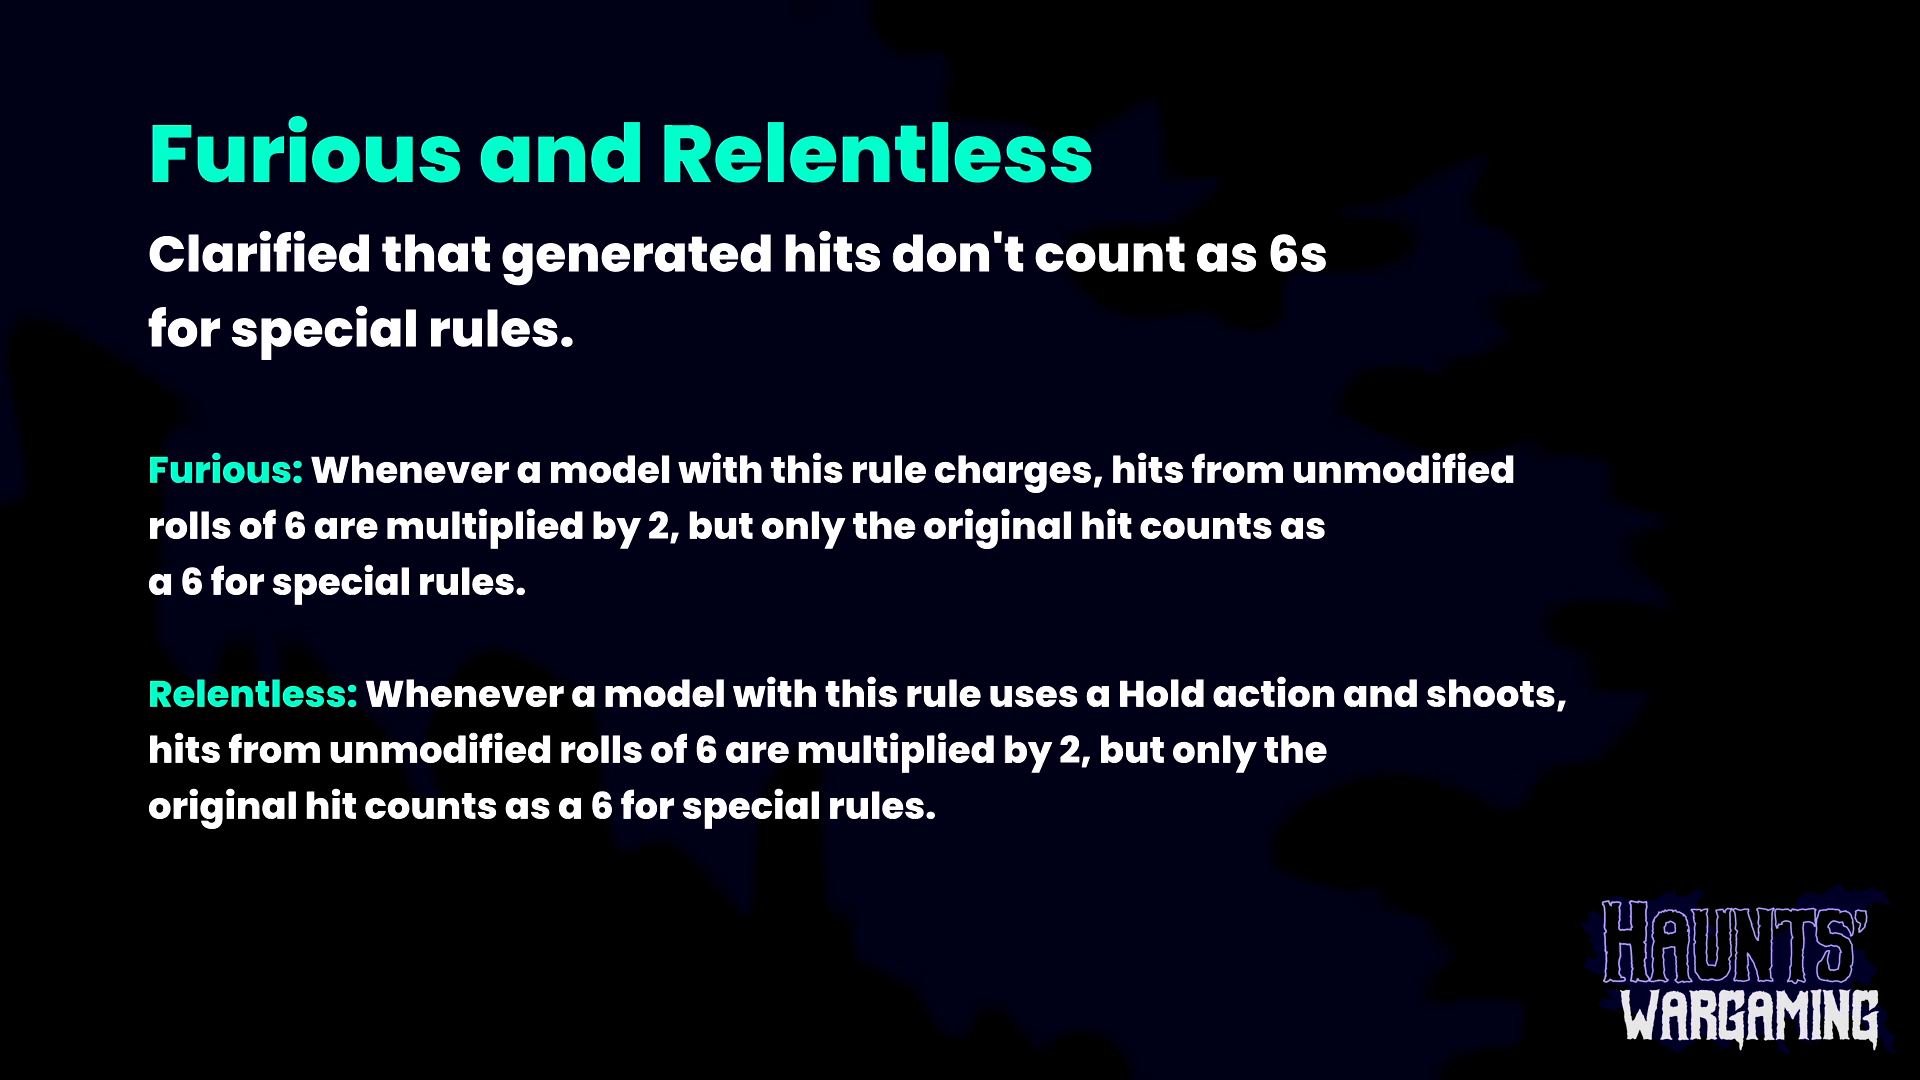 Furious and Relentless
Clarified that generated hits don't count as 6s
for special rules.
Furious: Whenever a model with this rule charges, hits from unmodified
rolls of 6 are multiplied by 2, but only the original hit counts as
a 6 for special rules.
Relentless: Whenever a model with this rule uses a Hold action and shoots,
hits from unmodified rolls of 6 are multiplied by 2, but only the
original hit counts as a 6 for special rules.
HAUNTS'
WARGAMING